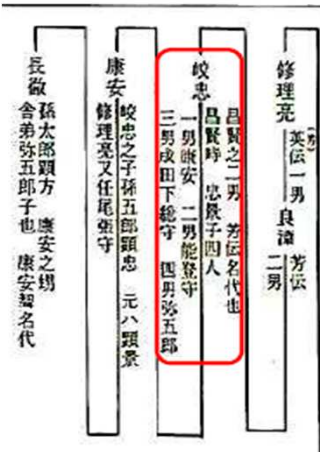 修理亮
英伝一男
良
芳伝
二男
皎忠
昌賢之二男 芳伝名代也
昌賢時 忠景子四人
一男康安 二男能登守
三男成田下総守 四男弥五郎
康安
皎忠之子孫五郎顕忠 元ハ顕景
修理亮又任尾張守
長
孫太郎顕方 康安之甥
舎弟弥五郎子也 康安聟名代